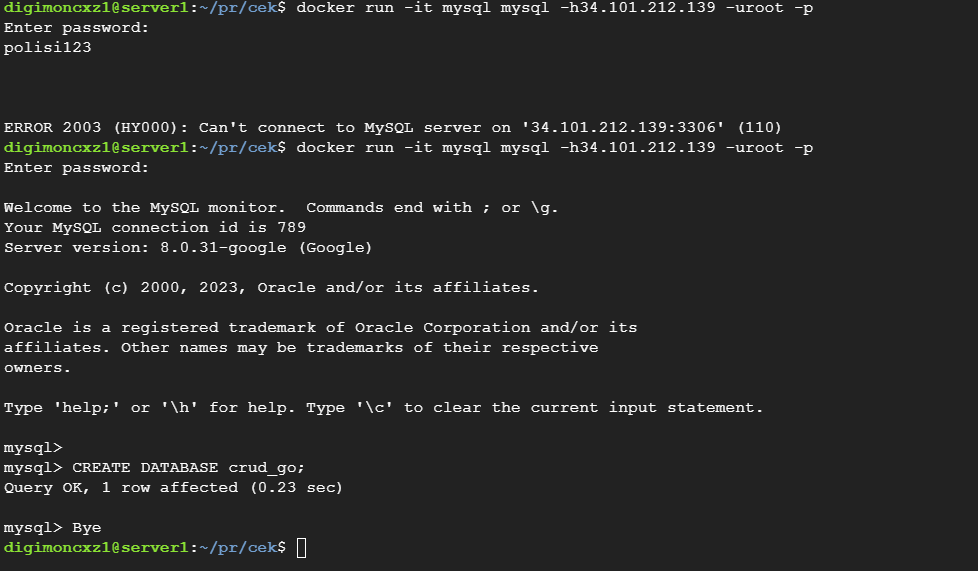 digimoncxz1@server1:~/pr/cek$ docker run -it mysql mysql -h34.101.212.139 -uroot -p
Enter password:
polisi123
ERROR 2003 (HY000): Can't connect to MySQL server on '34.101.212.139:3306' (110)
digimoncxz1@server1:~/pr/cek$ docker run -it mysql mysql -h34.101.212.139 -uroot -p
Enter password:
Welcome to the MySQL monitor.  Commands end with ; or \g.
Your MySQL connection id is 789
Server version: 8.0.31-google (Google)
Copyright (c) 2000, 2023, Oracle and/or its affiliates.
Oracle is a registered trademark of Oracle Corporation and/or its
affiliates. Other names may be trademarks of their respective
owners.
Type 'help;' or '\h' for help. Type '\c' to clear the current input statement.
mysql>
mysql> CREATE DATABASE crud_go;
Query OK, 1 row affected (0.23 sec)
mysql> Bye
digimoncxz1@server1:~/pr/cek$